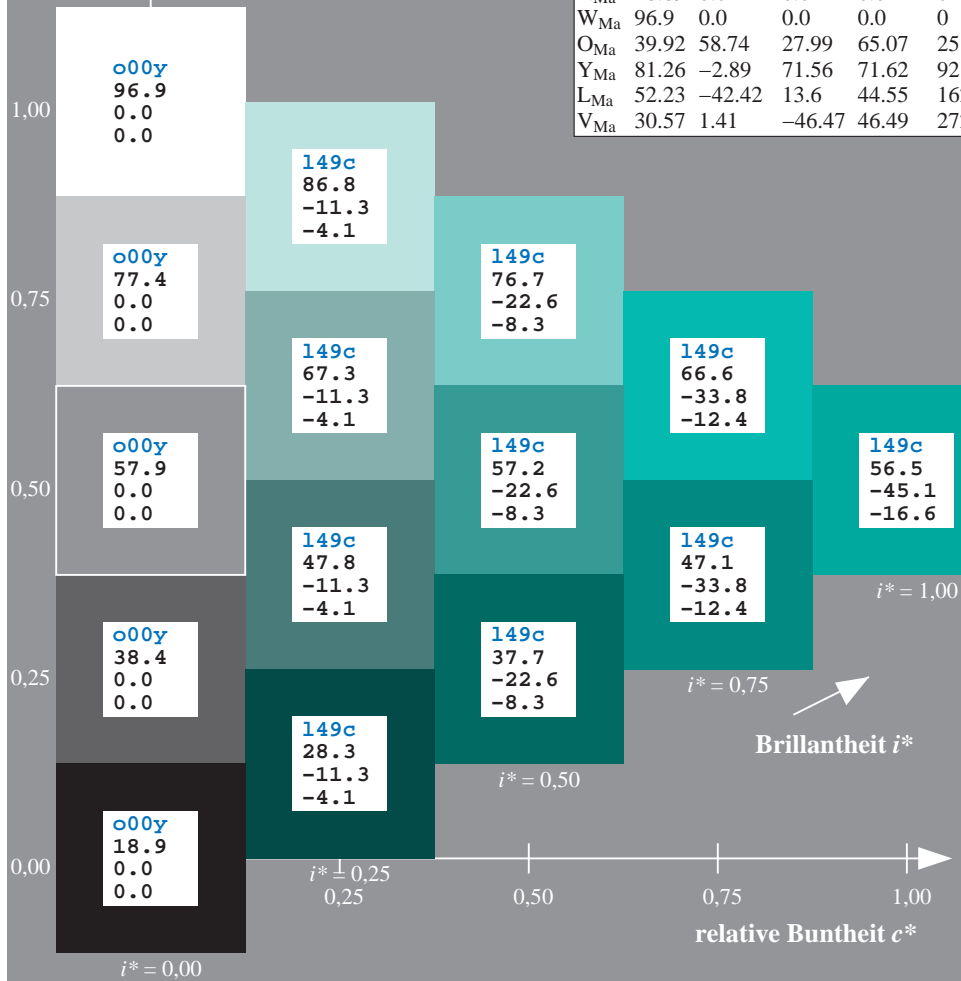 W_Ma 96.9 0.0 0.0 0.0 0
O_Ma 39.92 58.74 27.99 65.07 25
Y_Ma 81.26 −2.89 71.56 71.62 92
L_Ma 52.23 −42.42 13.6 44.55
V_Ma 30.57 1.41 −46.47 46.49
1,00
0,75
0,50
0,25
0,00
o00y
96.9
0.0
0.0
o00y
77.4
0.0
0.0
o00y
57.9
0.0
0.0
o00y
38.4
0.0
0.0
o00y
18.9
0.0
0.0
i* = 0,00
l49c
86.8
-11.3
-4.1
l49c
67.3
-11.3
-4.1
l49c
47.8
-11.3
-4.1
l49c
28.3
-11.3
-4.1
i* = 0,25
l49c
76.7
-22.6
-8.3
l49c
57.2
-22.6
-8.3
l49c
37.7
-22.6
-8.3
i* = 0,50
l49c
66.6
-33.8
-12.4
l49c
47.1
-33.8
-12.4
i* = 0,75
l49c
56.5
-45.1
-16.6
i* = 1,00
Brillantheit i*
0,25 0,50 0,75 1,00
relative Buntheit c*